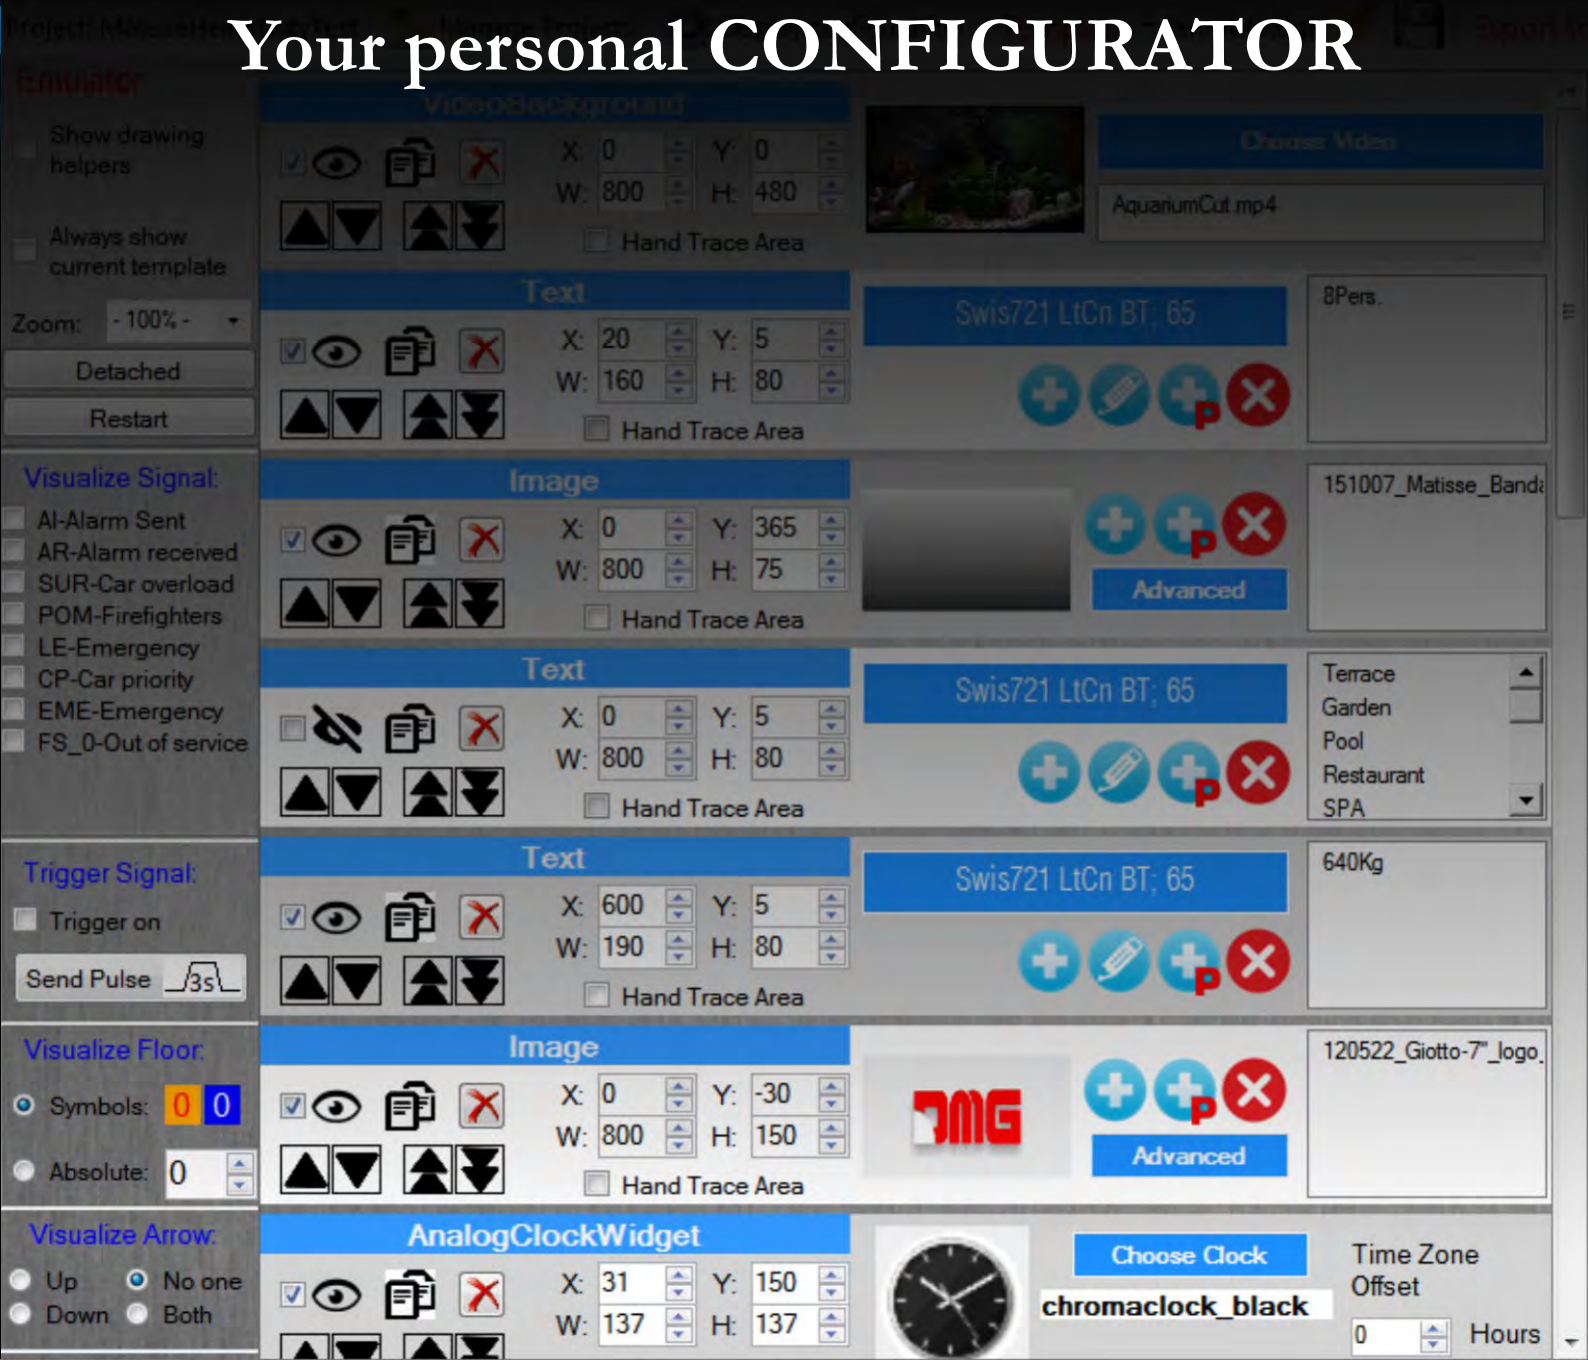 Your personal CONFIGURATOR
Emulator
Show drawing
helpers
Always show
current template
Zoom: - 100% -
Detached
Restart
Visualize Signal:
AI-Alarm Sent
AR-Alarm received
SUR-Car overload
POM-Firefighters
LE-Emergency
CP-Car priority
EME-Emergency
FS_0-Out of service
Trigger Signal:
Trigger on
Send Pulse 3s
Visualize Floor:
Symbols: 0 0
Absolute: 0
Visualize Arrow:
Up No one
Down Both
VideoBackground
X: 0 Y: 0
W: 800 H: 480
Hand Trace Area
Choose Video
AquariumCut.mp4
Text
X: 20 Y: 5
W: 160 H: 80
Hand Trace Area
Swis721 LtCn BT; 65
P
8Pers.
Image
X: 0 Y: 365
W: 800 H: 75
Hand Trace Area
P
Advanced
151007_Matisse_Banda
Text
X: 0 Y: 5
W: 800 H: 80
Hand Trace Area
Swis721 LtCn BT; 65
P
Terrace
Garden
Pool
Restaurant
SPA
Text
X: 600 Y: 5
W: 190 H: 80
Hand Trace Area
Swis721 LtCn BT; 65
P
640Kg
Image
X: 0 Y: -30
W: 800 H: 150
Hand Trace Area
DMG
P
Advanced
120522_Giotto-7"_logo_
AnalogClockWidget
X: 31 Y: 150
W: 137 H: 137
Choose Clock
chromaclock_black
Time Zone
Offset
0 Hours